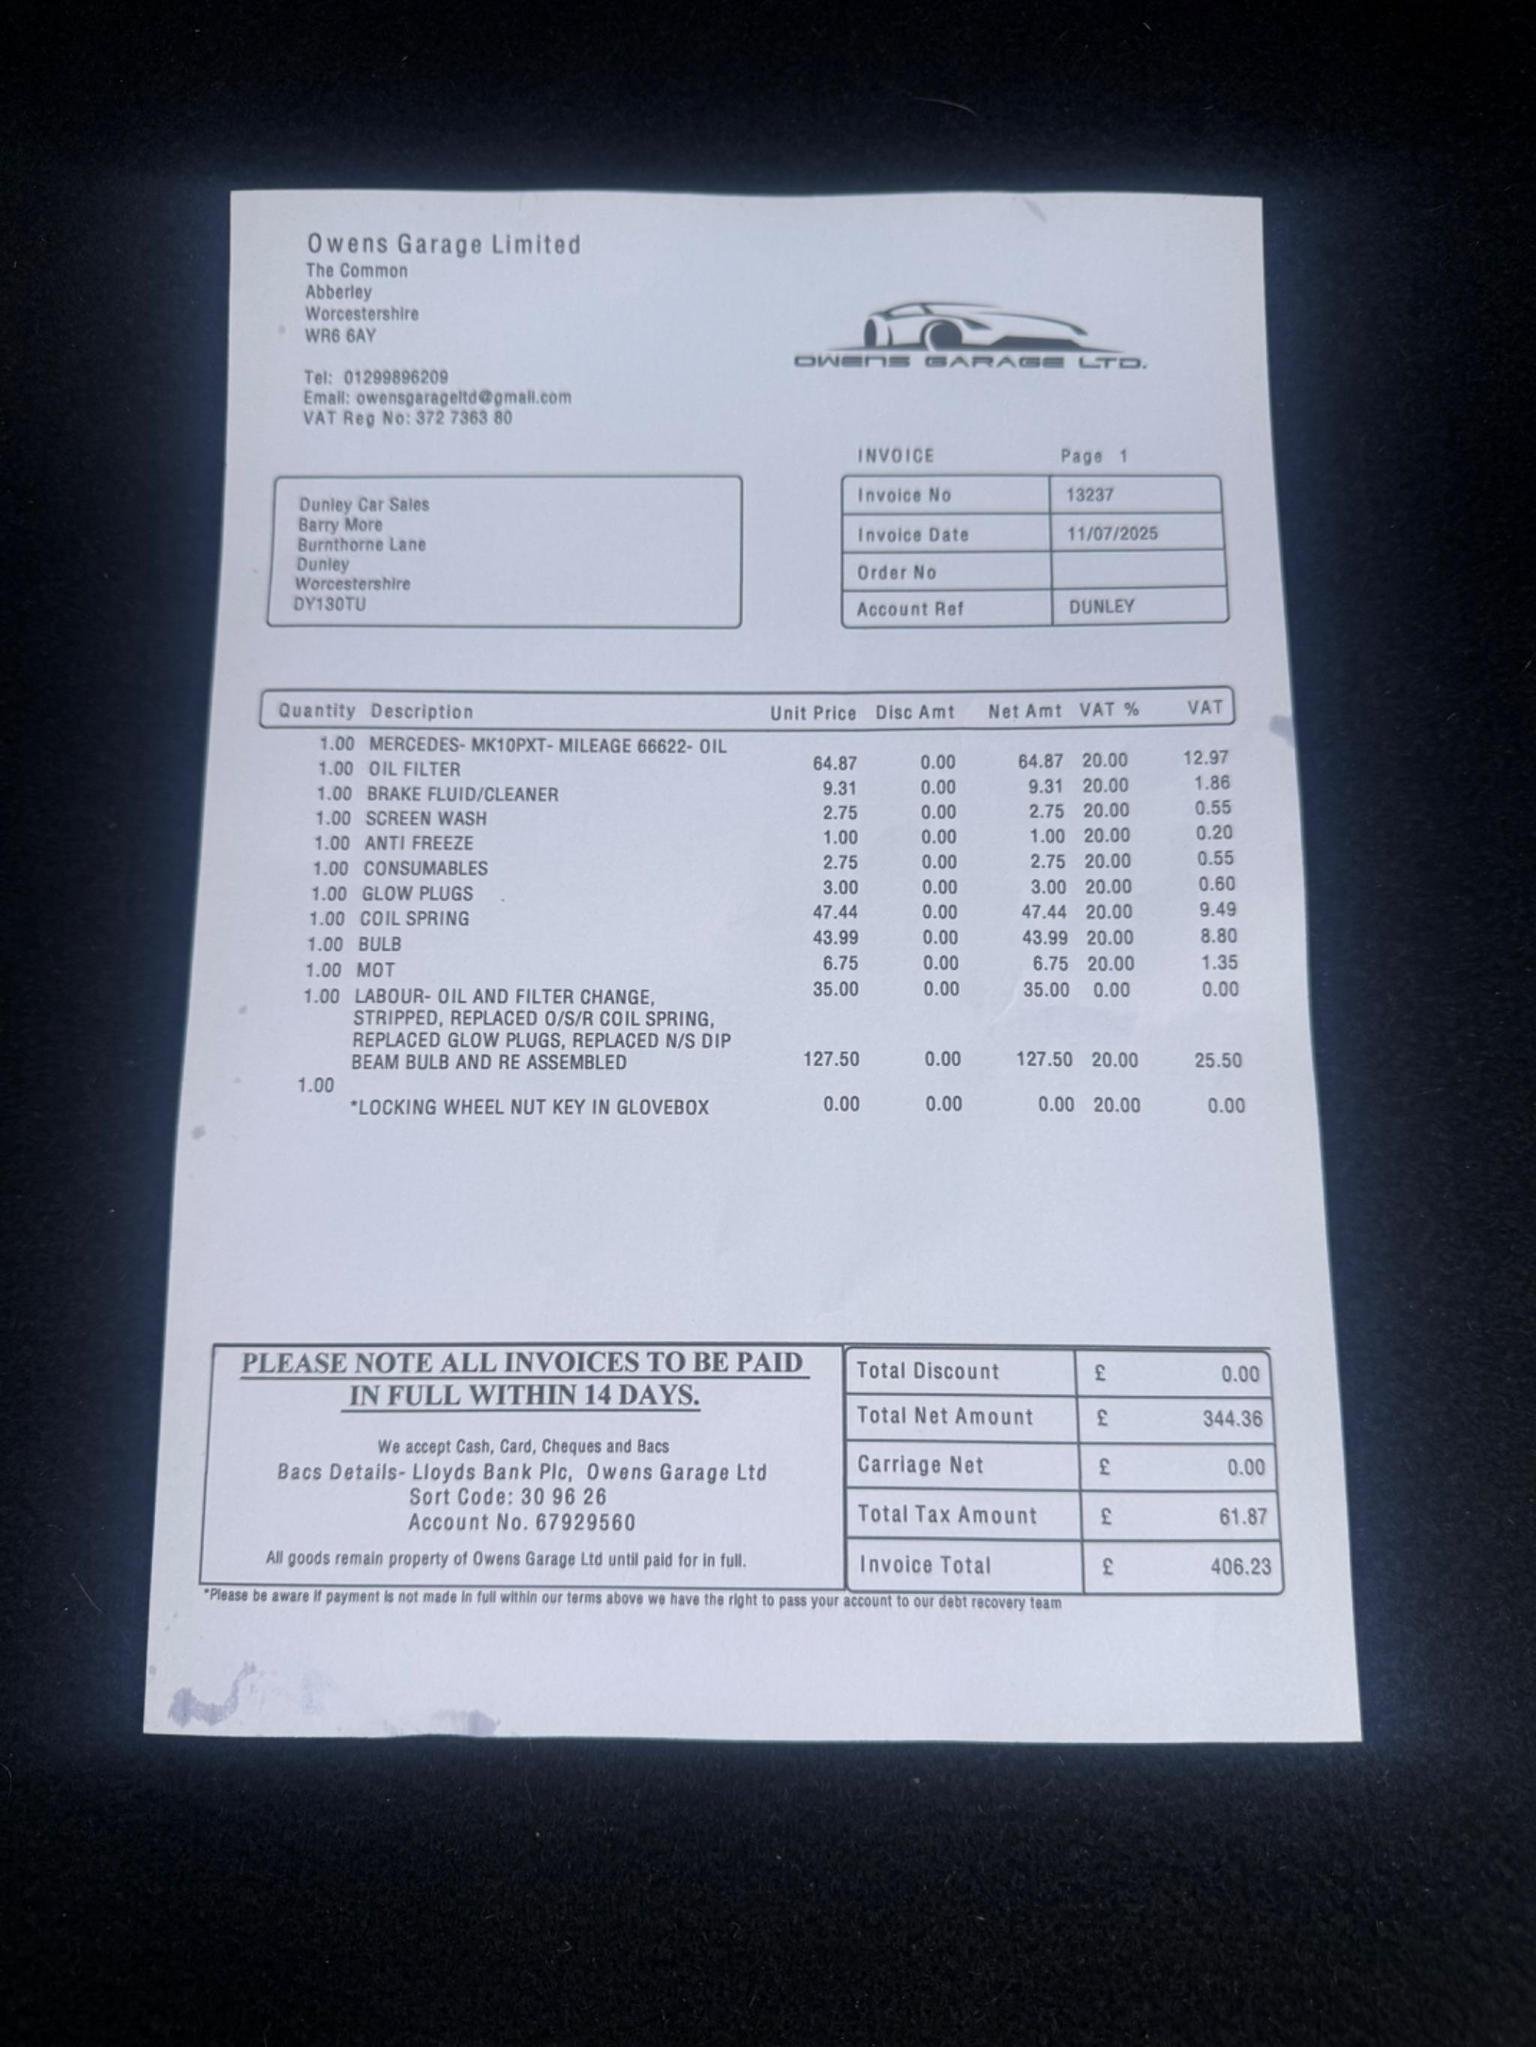 Owens Garage Limited
The Common
Abberley
Worcestershire
WR6 6AY
Tel: 01299896209
Email: owensgarageltd@gmail.com
VAT Reg No: 372 7363 80
OWENS GARAGE LTD.
INVOICE Page 1
Invoice No 13237
Invoice Date 11/07/2025
Order No
Account Ref DUNLEY
Dunley Car Sales
Barry More
Burnthorne Lane
Dunley
Worcestershire
DY130TU
Quantity Description Unit Price Disc Amt Net Amt VAT % VAT
1.00 MERCEDES- MK10PXT- MILEAGE 66622- OIL 64.87 0.00 64.87 20.00 12.97
1.00 OIL FILTER 9.31 0.00 9.31 20.00 1.86
1.00 BRAKE FLUID/CLEANER 2.75 0.00 2.75 20.00 0.55
1.00 SCREEN WASH 1.00 0.00 1.00 20.00 0.20
1.00 ANTI FREEZE 2.75 0.00 2.75 20.00 0.55
1.00 CONSUMABLES 3.00 0.00 3.00 20.00 0.60
1.00 GLOW PLUGS 47.44 0.00 47.44 20.00 9.49
1.00 COIL SPRING 43.99 0.00 43.99 20.00 8.80
1.00 BULB 6.75 0.00 6.75 20.00 1.35
1.00 MOT 35.00 0.00 35.00 0.00 0.00
1.00 LABOUR- OIL AND FILTER CHANGE,
STRIPPED, REPLACED O/S/R COIL SPRING,
REPLACED GLOW PLUGS, REPLACED N/S DIP
BEAM BULB AND RE ASSEMBLED 127.50 0.00 127.50 20.00 25.50
1.00
*LOCKING WHEEL NUT KEY IN GLOVEBOX 0.00 0.00 0.00 20.00 0.00
PLEASE NOTE ALL INVOICES TO BE PAID
IN FULL WITHIN 14 DAYS.
We accept Cash, Card, Cheques and Bacs
Bacs Details- Lloyds Bank Plc, Owens Garage Ltd
Sort Code: 30 96 26
Account No. 67929560
All goods remain property of Owens Garage Ltd until paid for in full.
Total Discount £ 0.00
Total Net Amount £ 344.36
Carriage Net £ 0.00
Total Tax Amount £ 61.87
Invoice Total £ 406.23
*Please be aware if payment is not made in full within our terms above we have the right to pass your account to our debt recovery team